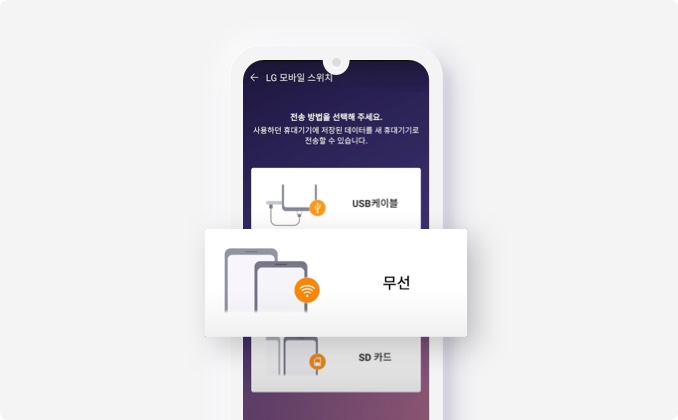 LG 모바일 스위치
전송 방법을 선택해 주세요.
사용하던 휴대기기에 저장된 데이터를 새 휴대기기로
전송할 수 있습니다.
USB케이블
무선
SD 카드